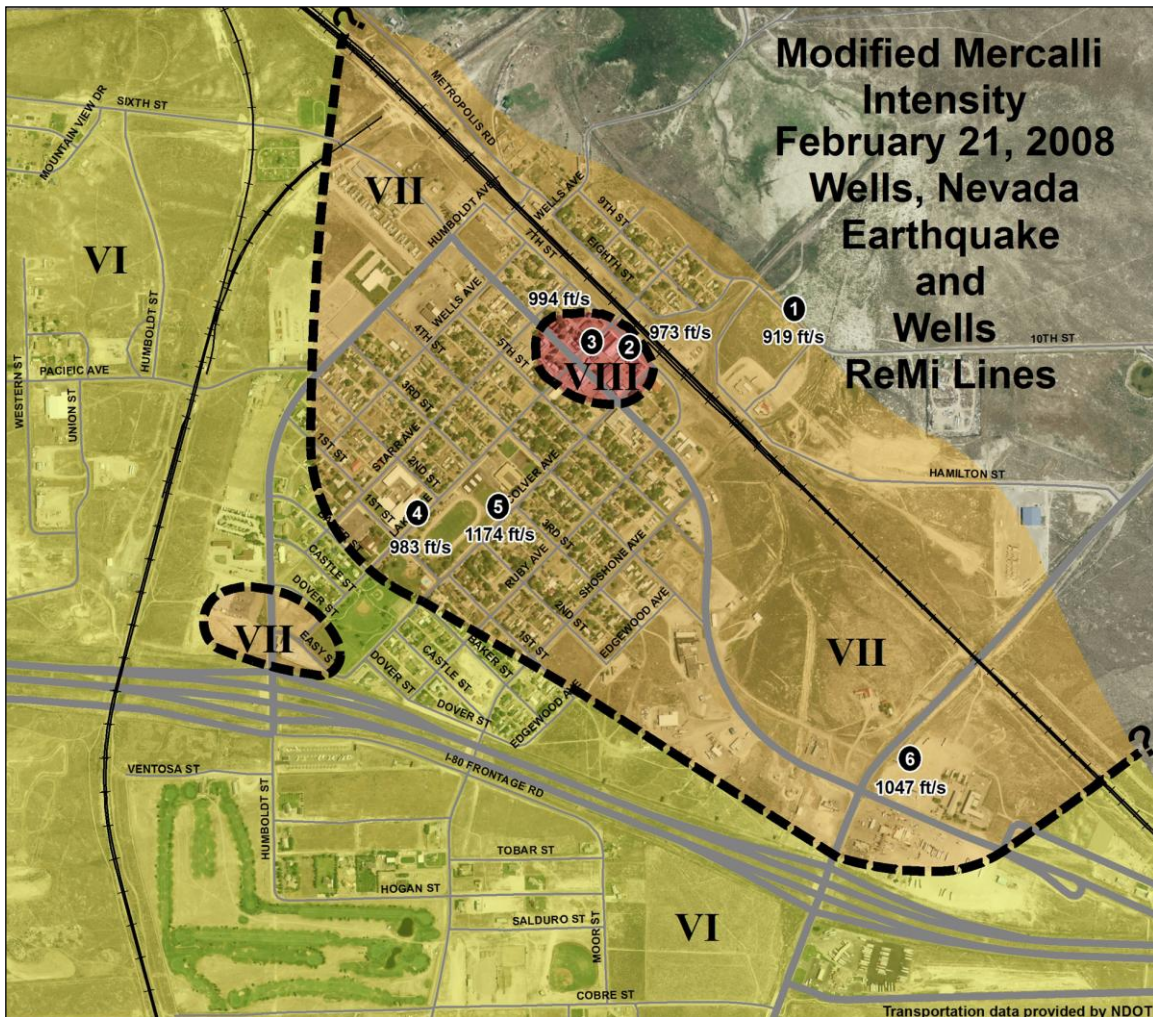 Modified Mercalli
Intensity
February 21, 2008
Wells, Nevada
Earthquake
and
Wells
ReMi Lines
?
METROPOLIS RD
SIXTH ST
MOUNTAIN VIEW DR
VII
HUMBOLDT AVE
WELLS AVE
9TH ST
EIGHTH ST
7TH ST
VI
HUMBOLDT ST
WESTERN ST
UNION ST
PACIFIC AVE
WELLS AVE
4TH ST
5TH ST
994 ft/s
3
2
973 ft/s
VIII
1
919 ft/s
10TH ST
3RD ST
1ST ST
STARR AVE
2ND ST
HAMILTON ST
1ST ST
4
983 ft/s
5
1174 ft/s
COLVER AVE
3RD ST
RUBY AVE
SHOSHONE AVE
2ND ST
EDGEWOOD AVE
1ST ST
CASTLE ST
DOVER ST
VII
EASY S
BAKER ST
CASTLE ST
DOVER ST
DOVER ST
EDGEWOOD AVE
VII
?
6
1047 ft/s
I-80 FRONTAGE RD
VENTOSA ST
HUMBOLDT ST
TOBAR ST
HOGAN ST
SALDURO ST
MOOR ST
VI
COBRE ST
Transportation data provided by NDOT